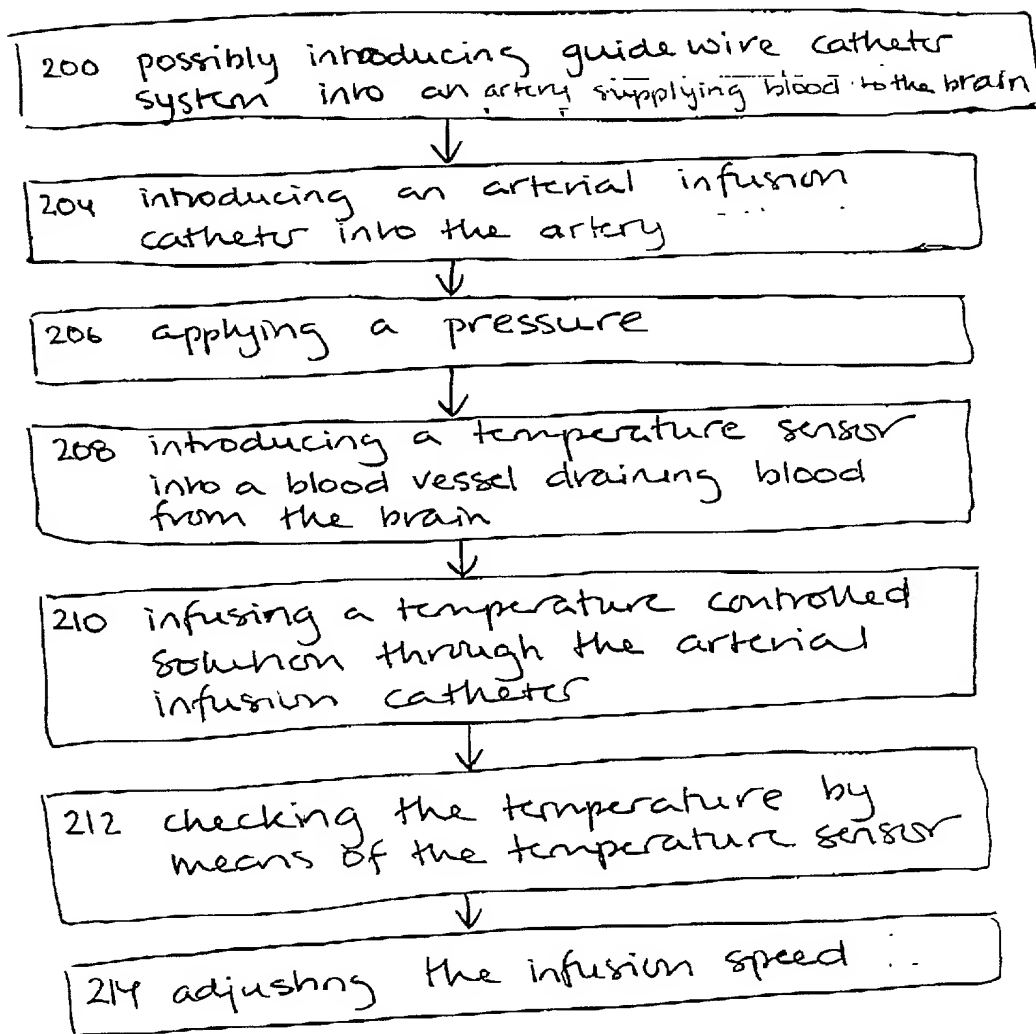 200 possibly introducing guidewire catheter
system into an artery supplying blood to the brain
204 introducing an arterial infusion
catheter into the artery
206 applying a pressure
208 introducing a temperature sensor
into a blood vessel draining blood
from the brain
210 infusing a temperature controlled
solution through the arterial
infusion catheter
212 checking the temperature by
means of the temperature sensor
214 adjusting the infusion speed